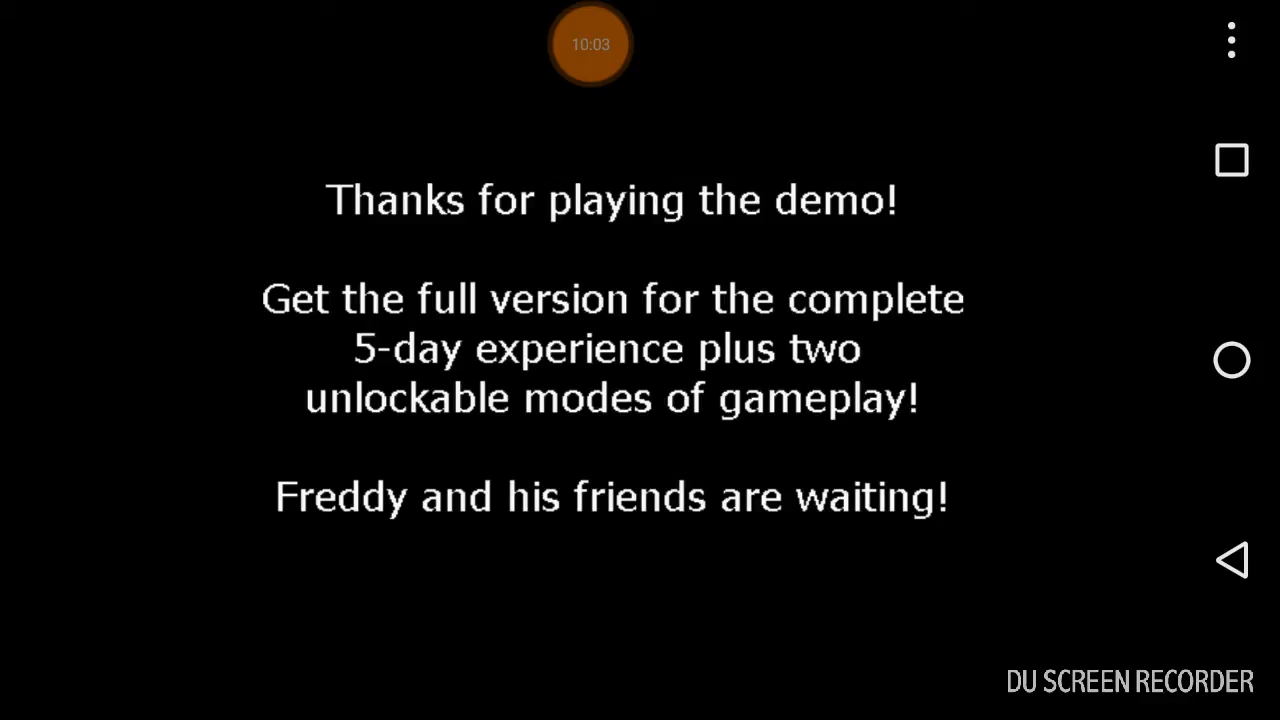 10:03
Thanks for playing the demo!
Get the full version for the complete
5-day experience plus two
unlockable modes of gameplay!
Freddy and his friends are waiting!
DU SCREEN RECORDER